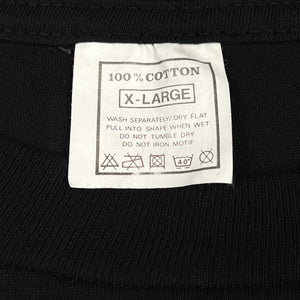 100% COTTON
X-LARGE
WASH SEPARATELY/DRY FLAT
PULL INTO SHAPE WHEN WET
DO NOT TUMBLE DRY
DO NOT IRON MOTIF
40°